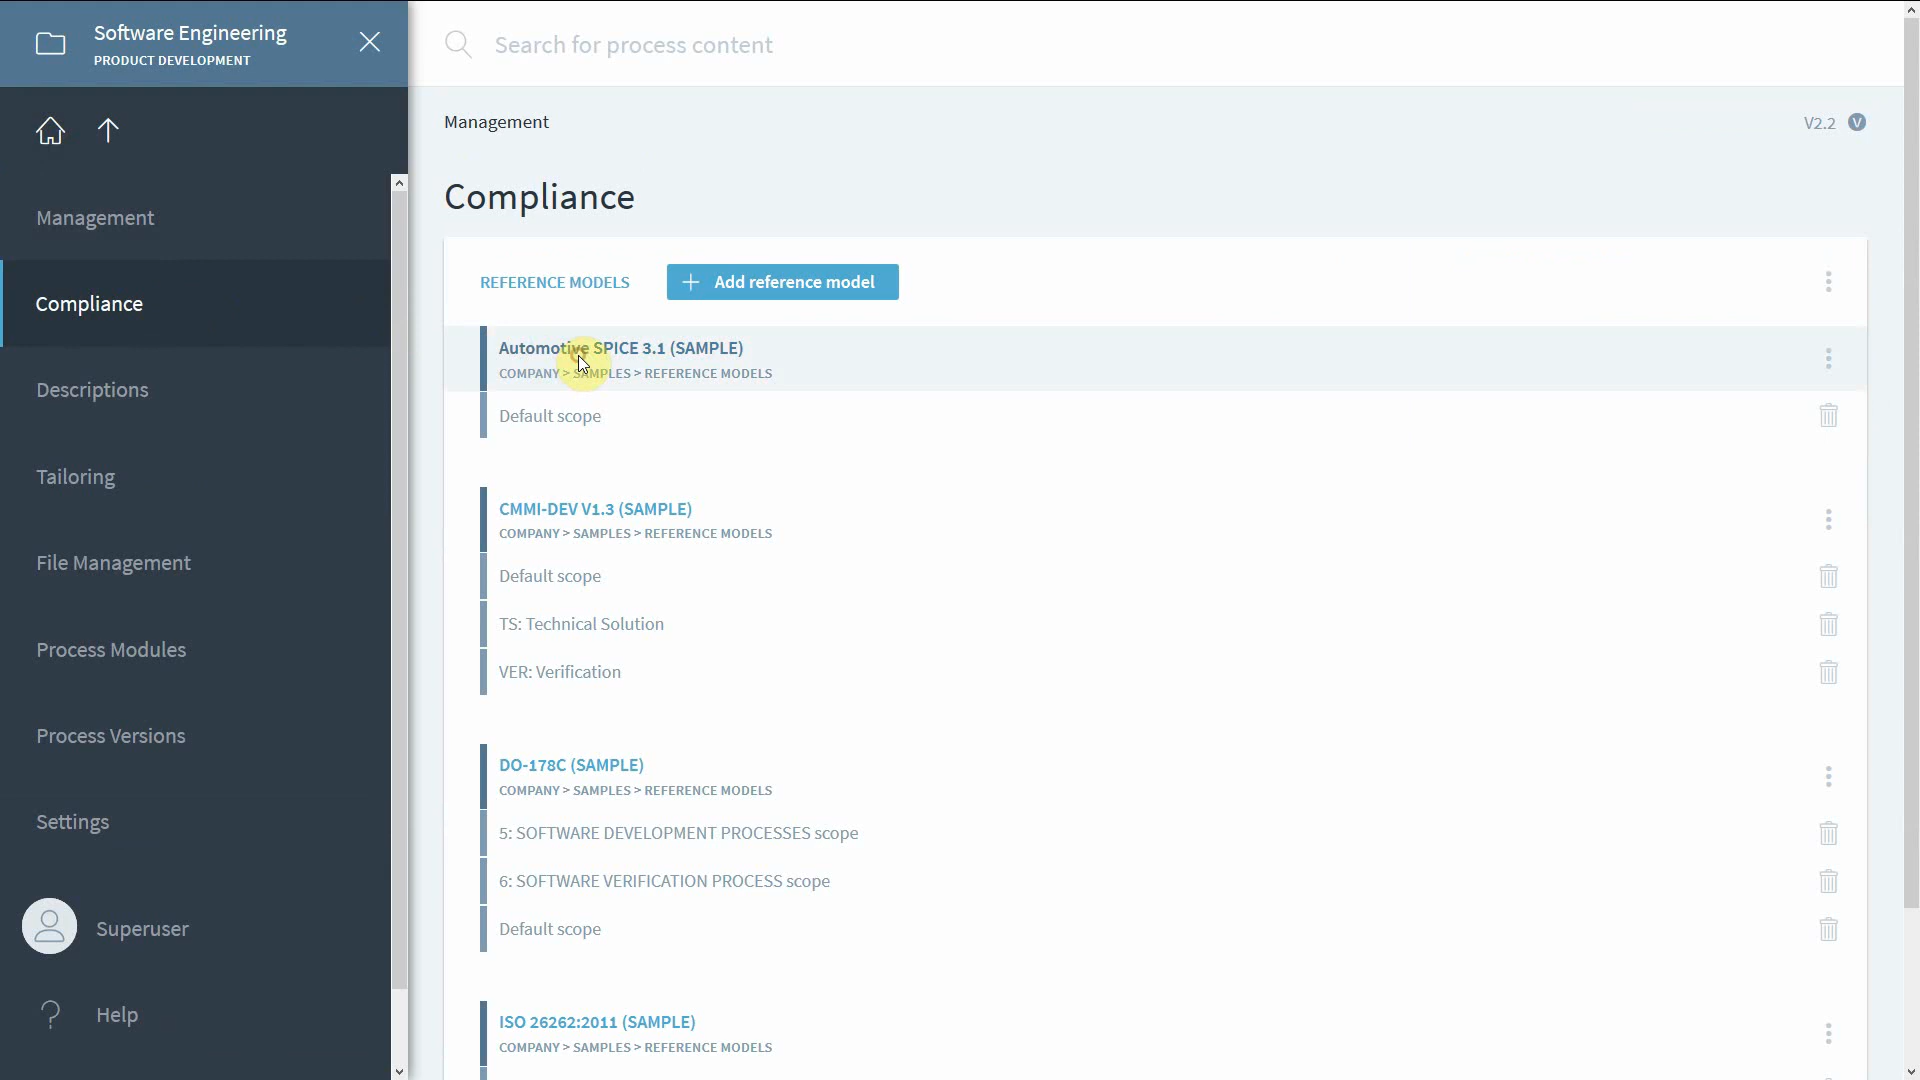 Software Engineering
PRODUCT DEVELOPMENT
Search for process content
Management
V2.2 V
Management
Compliance
Descriptions
Tailoring
File Management
Process Modules
Process Versions
Settings
Superuser
? Help
Compliance
REFERENCE MODELS
+ Add reference model
Automotive SPICE 3.1 (SAMPLE)
COMPANY > SAMPLES > REFERENCE MODELS
Default scope
CMMI-DEV V1.3 (SAMPLE)
COMPANY > SAMPLES > REFERENCE MODELS
Default scope
TS: Technical Solution
VER: Verification
DO-178C (SAMPLE)
COMPANY > SAMPLES > REFERENCE MODELS
5: SOFTWARE DEVELOPMENT PROCESSES scope
6: SOFTWARE VERIFICATION PROCESS scope
Default scope
ISO 26262:2011 (SAMPLE)
COMPANY > SAMPLES > REFERENCE MODELS